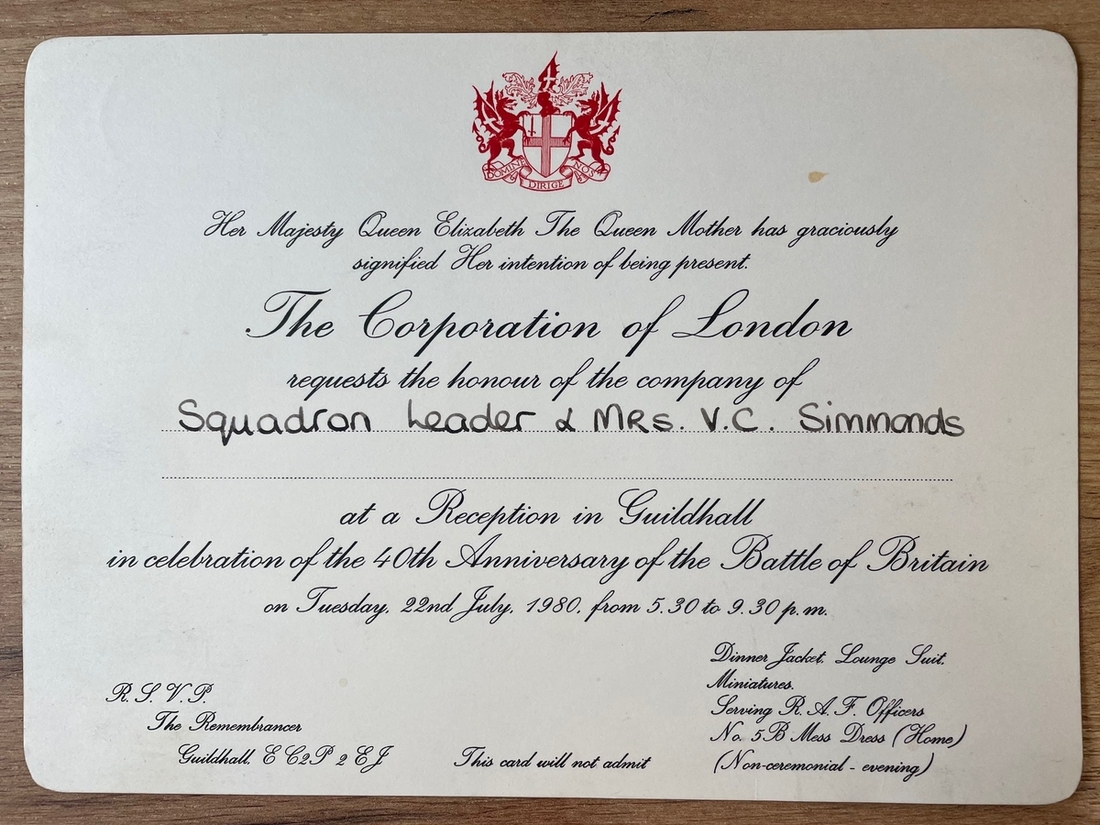 DOMINE DIRIGE NOS
Her Majesty Queen Elizabeth The Queen Mother has graciously
signified Her intention of being present.
The Corporation of London
requests the honour of the company of
Squadron Leader & MRs. V.C. Simmonds
at a Reception in Guildhall
in celebration of the 40th Anniversary of the Battle of Britain
on Tuesday, 22nd July, 1980, from 5.30 to 9.30 p.m.
R.S.V.P.
The Remembrancer
Guildhall, EC2P 2EJ
This card will not admit
Dinner Jacket, Lounge Suit.
Miniatures.
Serving R.A.F. Officers
No. 5B Mess Dress (Home)
(Non-ceremonial - evening)